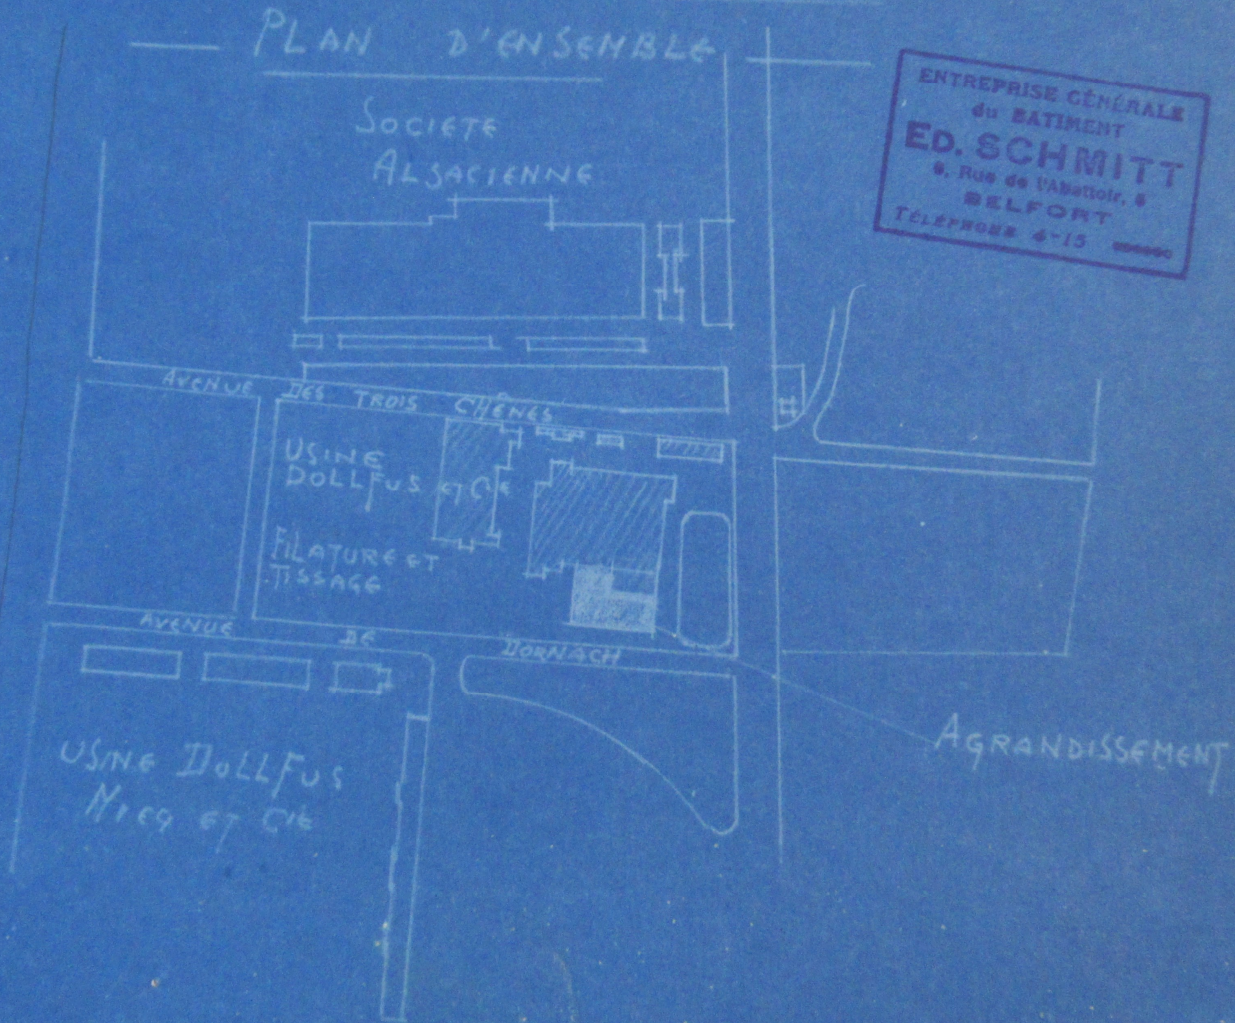 PLAN D'ENSEMBLE
SOCIETE
ALSACIENNE
ENTREPRISE GÉNÉRALE
du BATIMENT
ED. SCHMITT
6, Rue de l'Abattoir, 6
BELFORT
TÉLÉPHONE 4-15
AVENUE DES TROIS CHÊNES
USINE
DOLLFUS ET CIE
FILATURE ET
TISSAGE
AVENUE DE DORNACH
AGRANDISSEMENT
USINE DOLLFUS
NIEQ ET CIE